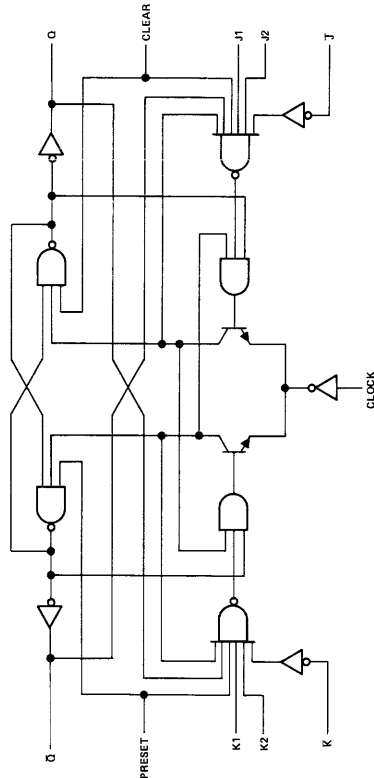 Q̄ Q
PRESET CLEAR
K1 J1
K2 J2
K̄ J̄
CLOCK